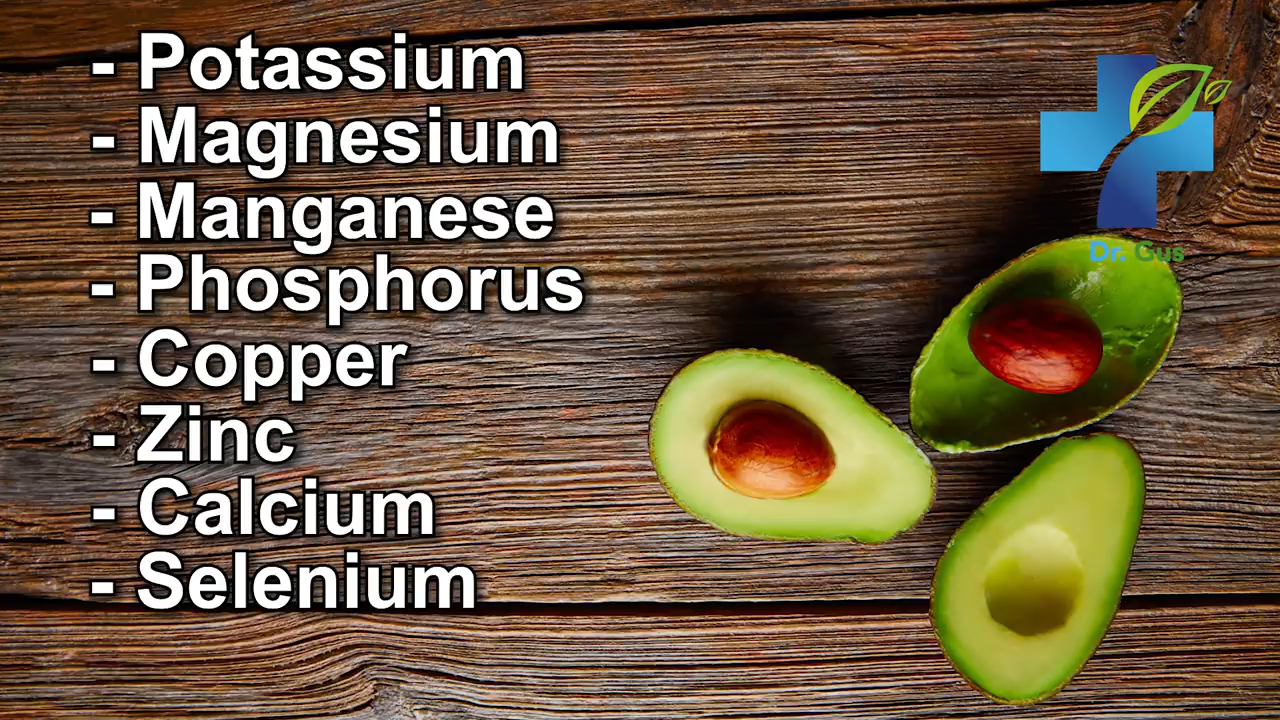 - Potassium
- Magnesium
- Manganese
- Phosphorus
- Copper
- Zinc
- Calcium
- Selenium
Dr. Gus